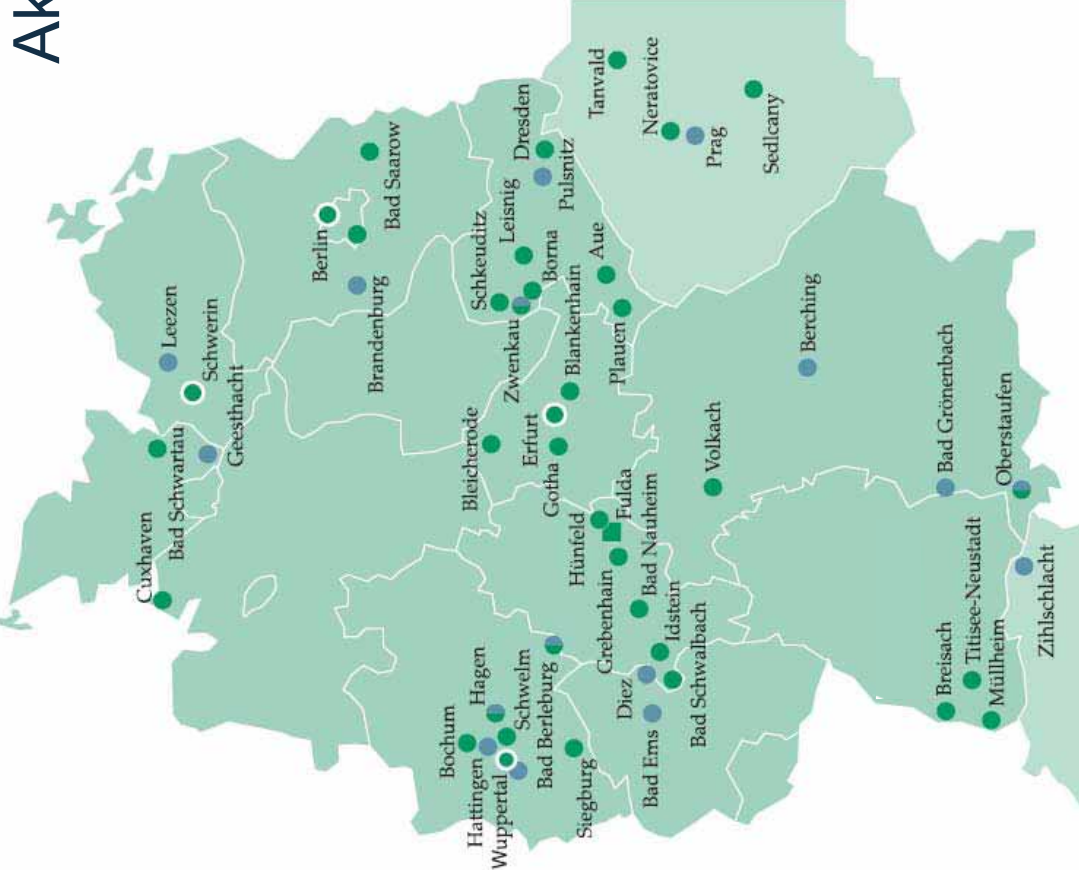 Ak
Cuxhaven
Bad Schwartau
Leezen
Schwerin
Geesthacht
Berlin
Bad Saarow
Brandenburg
Bochum
Hattingen
Wuppertal
Hagen
Schwelm
Bad Berleburg
Siegburg
Bleicherode
Erfurt
Gotha
Zwenkau
Schkeuditz
Leisnig
Borna
Blankenhain
Dresden
Pulsnitz
Aue
Plauen
Tanvald
Neratovice
Prag
Sedlcany
Hünfeld
Fulda
Grebenhain
Bad Nauheim
Idstein
Diez
Bad Ems
Bad Schwalbach
Volkach
Berching
Bad Grönenbach
Oberstaufen
Breisach
Titisee-Neustadt
Müllheim
Zihlschlacht